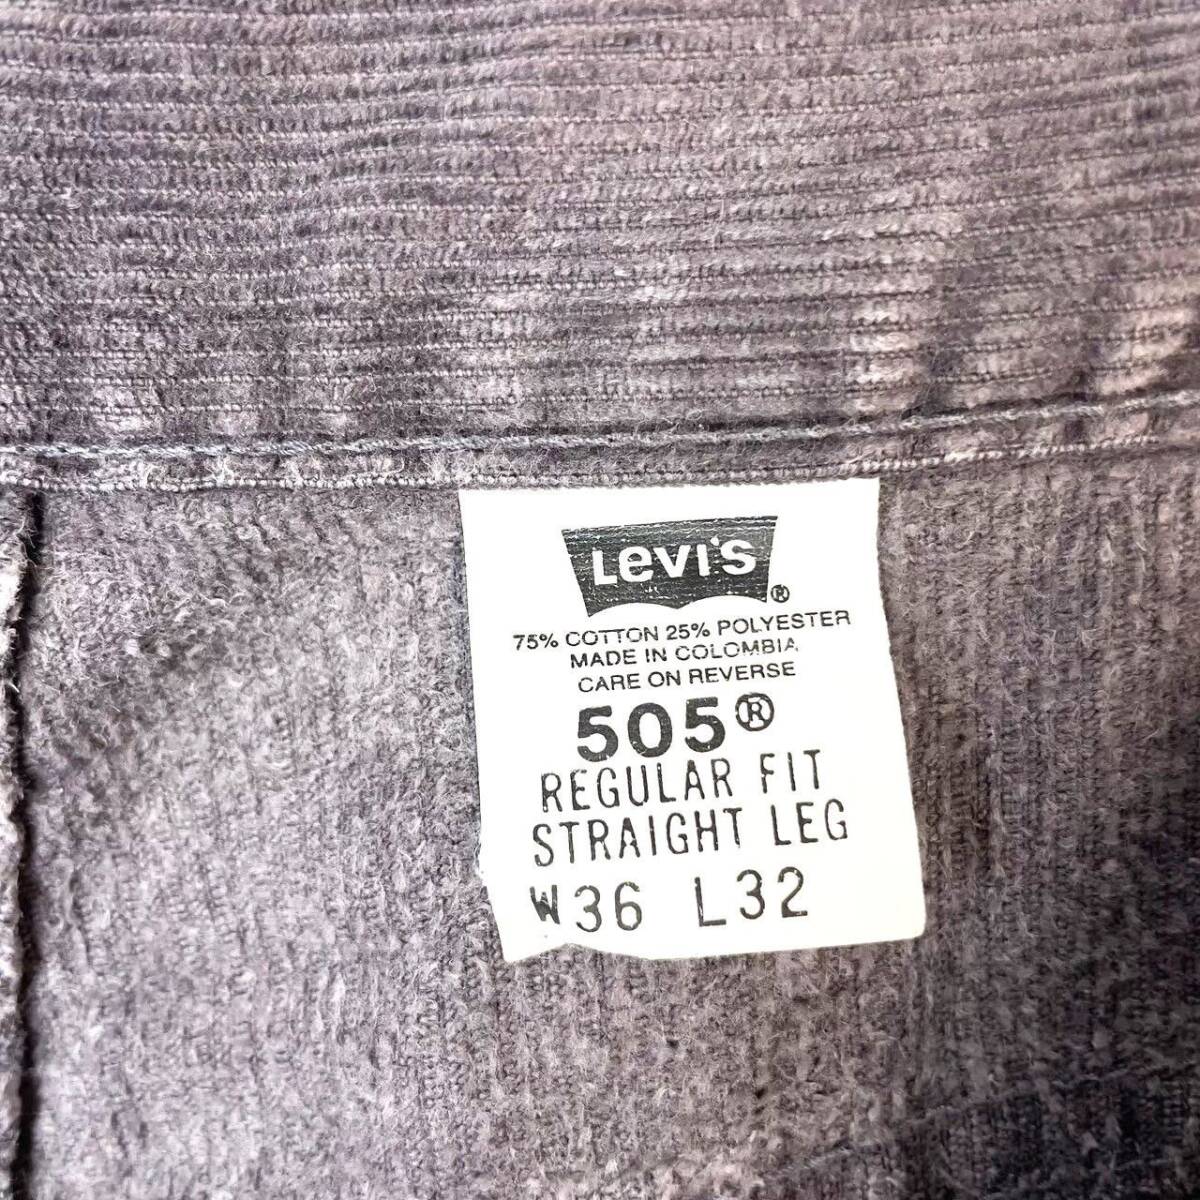 Levi's ®
75% COTTON 25% POLYESTER
MADE IN COLOMBIA
CARE ON REVERSE
505®
REGULAR FIT
STRAIGHT LEG
W36 L32